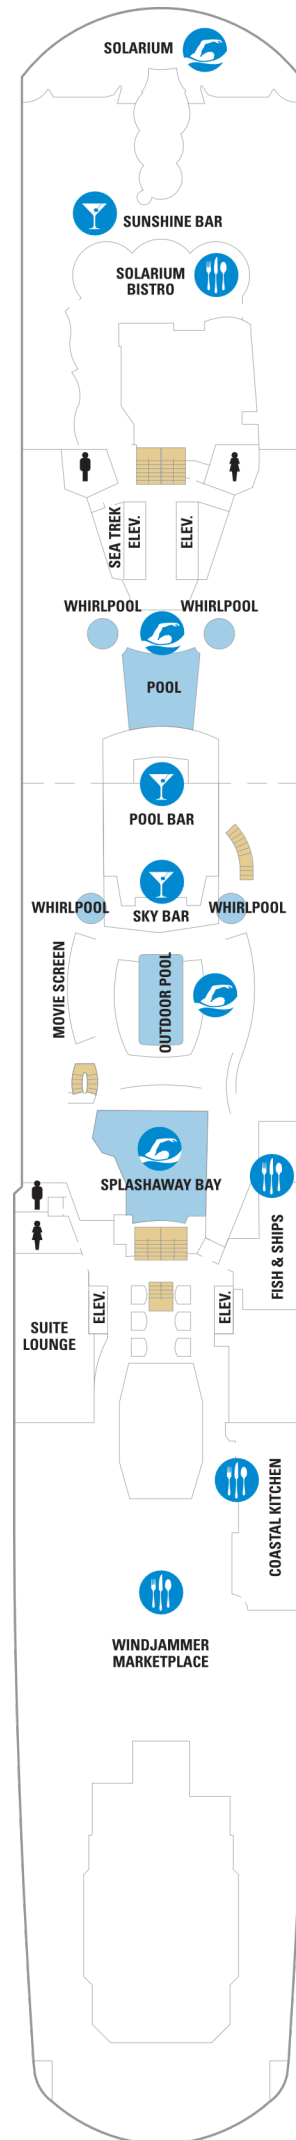 SOLARIUM
SUNSHINE BAR
SOLARIUM
BISTRO
SEA TREK
ELEV.
ELEV.
WHIRLPOOL
WHIRLPOOL
POOL
POOL BAR
WHIRLPOOL
SKY BAR
WHIRLPOOL
MOVIE SCREEN
OUTDOOR POOL
SPLASHAWAY BAY
FISH & SHIPS
ELEV.
ELEV.
SUITE
LOUNGE
COASTAL KITCHEN
WINDJAMMER
MARKETPLACE